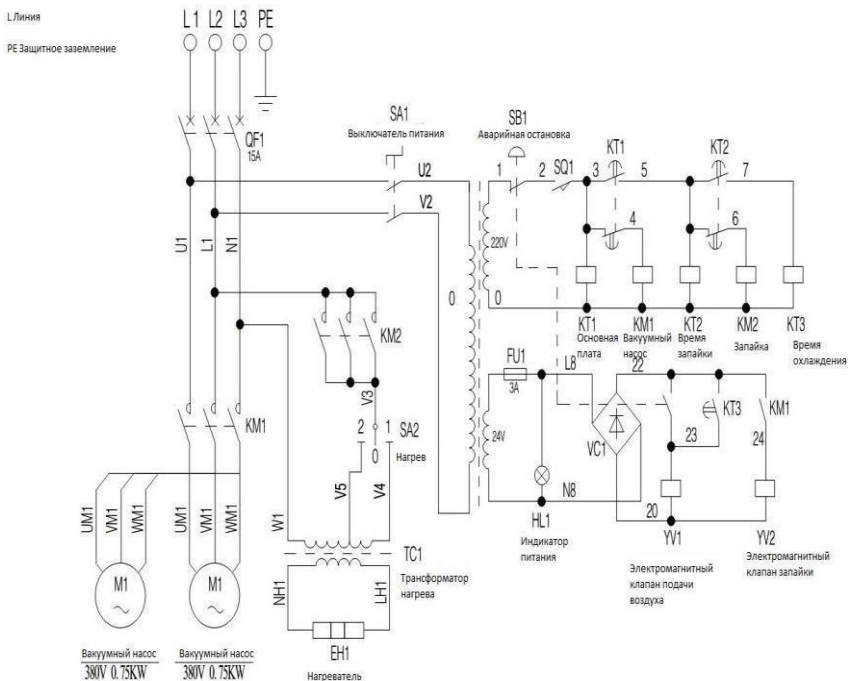 L Линия
L1 L2 L3 PE
PE Защитное заземление
QF1
15A
SA1
Выключатель питания
SB1
Аварийная остановка
U2
V2
1
2
SQ1
3
KT1
5
KT2
7
4
6
220V
0
0
U1
L1
N1
KM2
KT1
KM1
KT2
KM2
KT3
Основная плата
Вакуумный насос
Время запайки
Запайка
Время охлаждения
FU1
3A
L8
22
V3
KM1
2
1
SA2
0
Нагрев
24V
VC1
23
KT3
KM1
24
V5
V4
N8
20
HL1
Индикатор
питания
YV1
YV2
Электромагнитный
клапан подачи
воздуха
Электромагнитный
клапан запайки
UM1
VM1
WM1
UM1
VM1
WM1
W1
TC1
Трансформатор
нагрева
NH1
LH1
M1
~
M1
~
EH1
Нагреватель
Вакуумный насос
380V 0.75KW
Вакуумный насос
380V 0.75KW